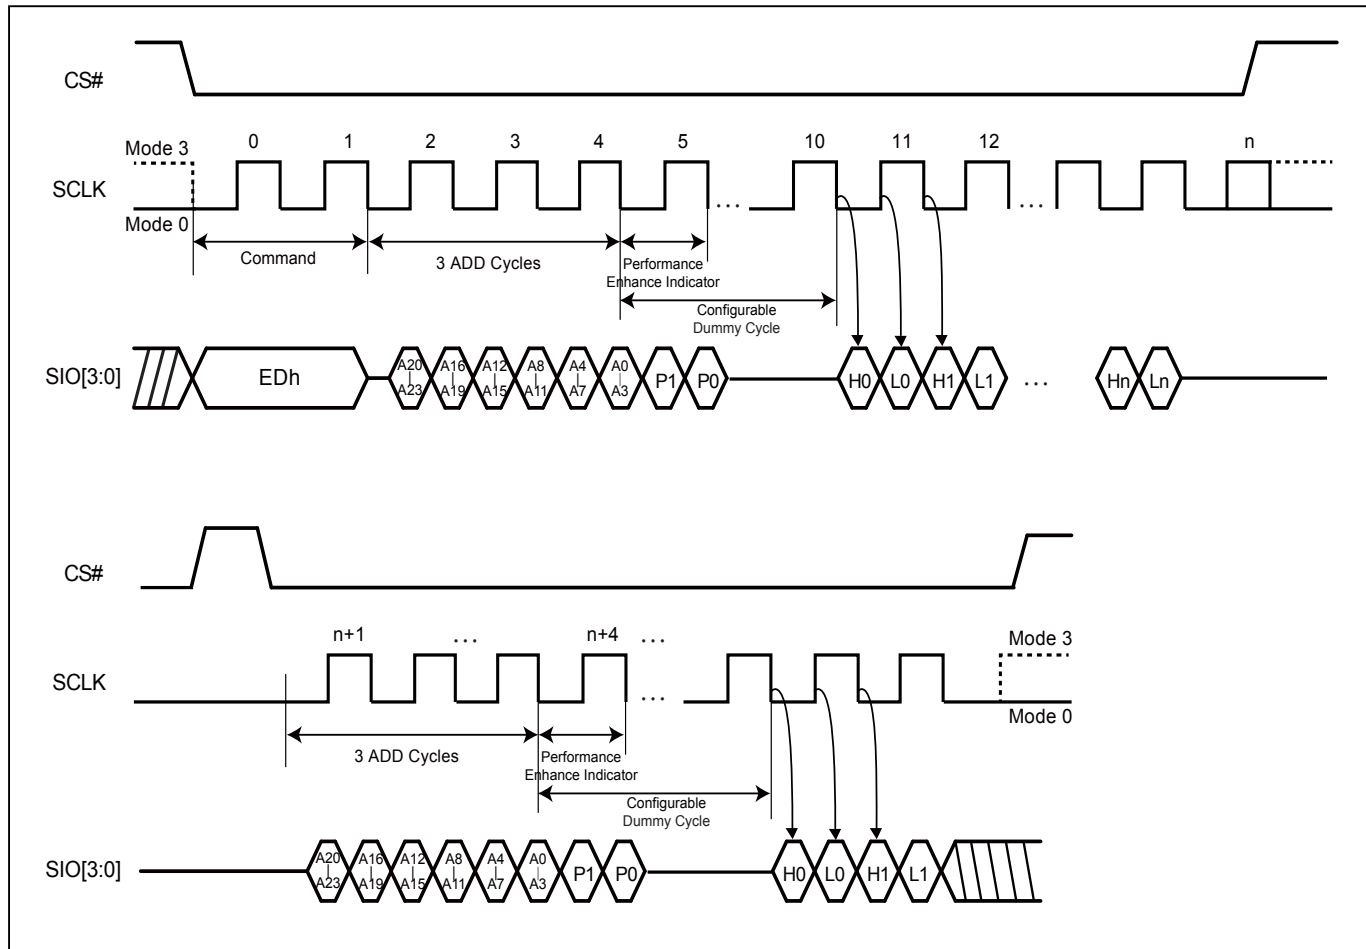 CS#
0 1 2 3 4 5 10 11 12 n
Mode 3
SCLK
... ...
Mode 0
Command
3 ADD Cycles
Performance
Enhance Indicator
Configurable
Dummy Cycle
SIO[3:0]
EDh
A20 A16 A12 A8 A4 A0
A23 A19 A15 A11 A7 A3
P1 P0 H0 L0 H1 L1 ... Hn Ln
CS#
n+1 ... n+4 ...
Mode 3
SCLK
...
Mode 0
3 ADD Cycles
Performance
Enhance Indicator
Configurable
Dummy Cycle
SIO[3:0]
A20 A16 A12 A8 A4 A0
A23 A19 A15 A11 A7 A3
P1 P0 H0 L0 H1 L1